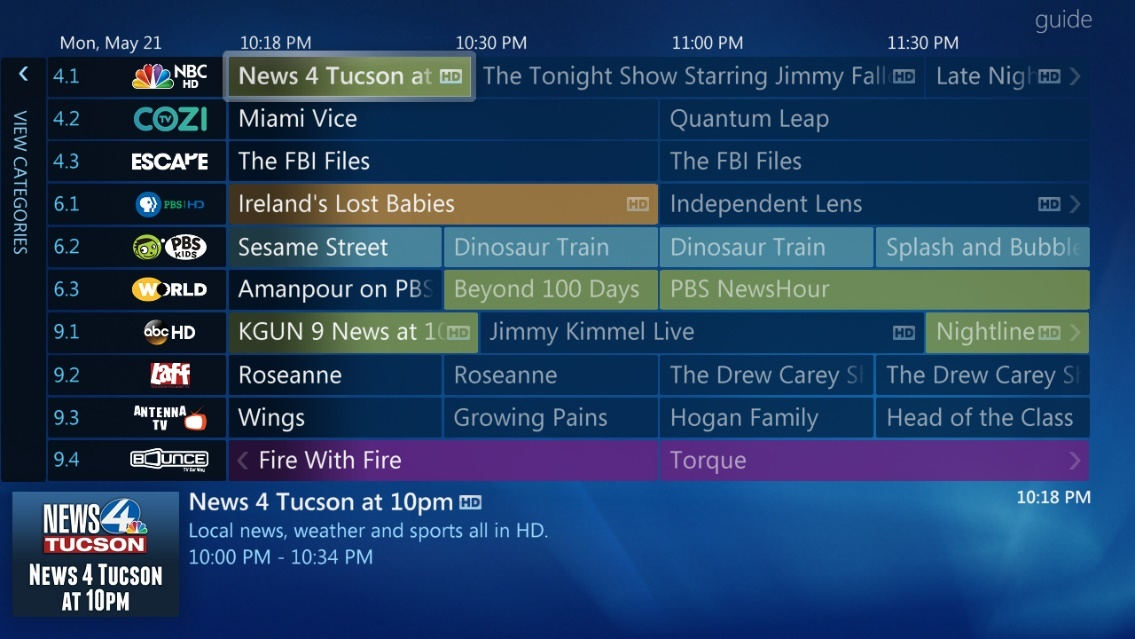 guide
Mon, May 21 10:18 PM 10:30 PM 11:00 PM 11:30 PM
VIEW CATEGORIES
4.1 NBC HD News 4 Tucson at HD The Tonight Show Starring Jimmy Fall HD Late Nigh HD
4.2 COZI TV Miami Vice Quantum Leap
4.3 ESCAPE The FBI Files The FBI Files
6.1 PBS HD Ireland's Lost Babies HD Independent Lens HD
6.2 PBS KIDS Sesame Street Dinosaur Train Dinosaur Train Splash and Bubble
6.3 WORLD Amanpour on PBS Beyond 100 Days PBS NewsHour
9.1 abc HD KGUN 9 News at 10 HD Jimmy Kimmel Live HD Nightline HD
9.2 Laff Roseanne Roseanne The Drew Carey S The Drew Carey S
9.3 ANTENNA TV Wings Growing Pains Hogan Family Head of the Class
9.4 BOUNCE TV Our Way Fire With Fire Torque
NEWS 4
TUCSON
NEWS 4 TUCSON
AT 10PM
News 4 Tucson at 10pm HD 10:18 PM
Local news, weather and sports all in HD.
10:00 PM - 10:34 PM